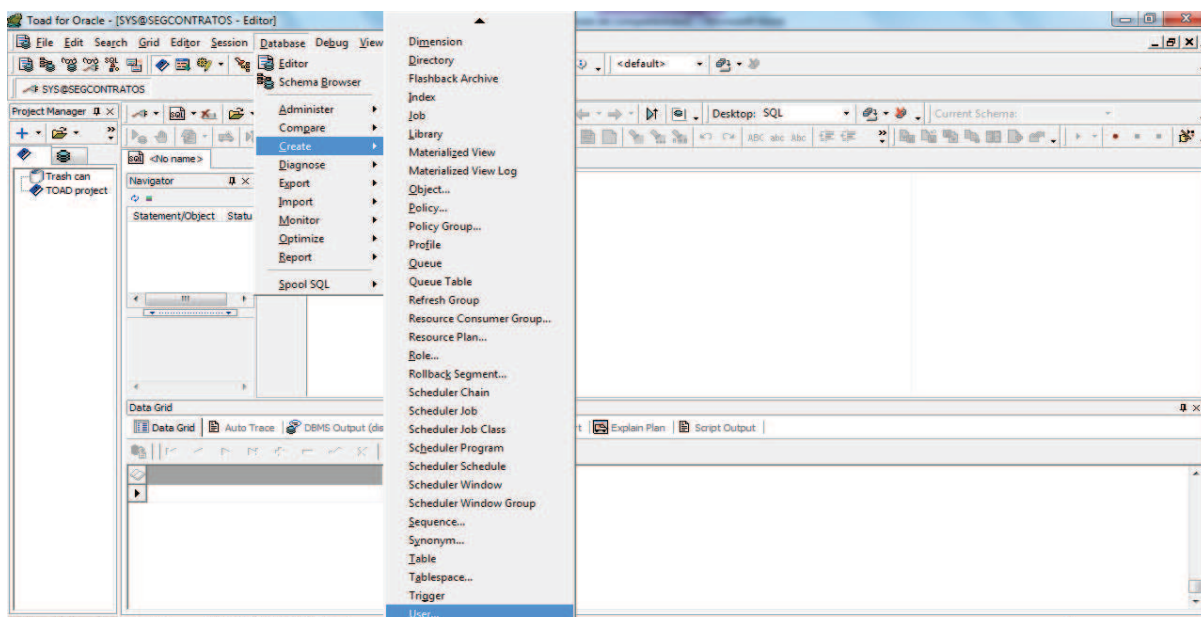 Toad for Oracle - [SYS@SEGCONTRATOS - Editor]
File Edit Search Grid Editor Session Database Debug View
SYS@SEGCONTRATOS
<default>
Project Manager
Desktop: SQL
Current Schema:
ABC abc Abc
Trash can
TOAD project
<No name>
Navigator
Statement/Object Statu
Editor
Schema Browser
Administer
Compare
Create
Diagnose
Export
Import
Monitor
Optimize
Report
Spool SQL
Dimension
Directory
Flashback Archive
Index
Job
Library
Materialized View
Materialized View Log
Object...
Policy...
Policy Group...
Profile
Queue
Queue Table
Refresh Group
Resource Consumer Group...
Resource Plan...
Role...
Rollback Segment...
Scheduler Chain
Scheduler Job
Scheduler Job Class
Scheduler Program
Scheduler Schedule
Scheduler Window
Scheduler Window Group
Sequence...
Synonym...
Table
Tablespace...
Trigger
User...
Data Grid
Data Grid Auto Trace DBMS Output (dis
Explain Plan Script Output